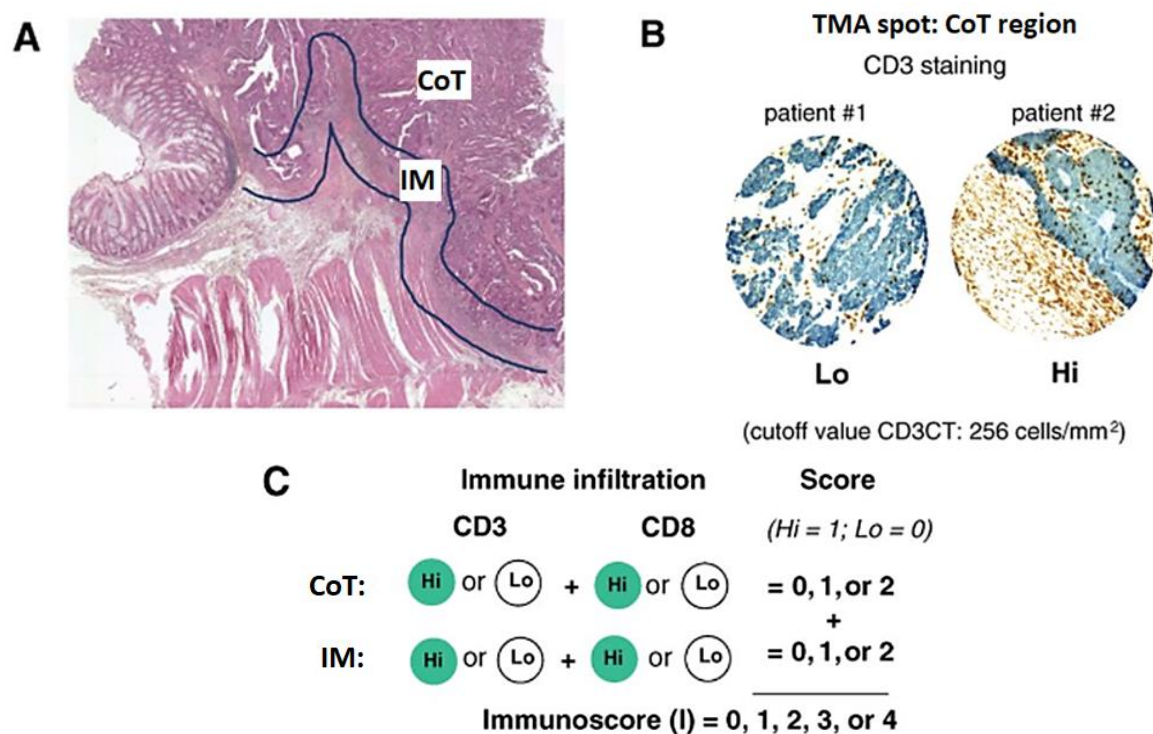 A
CoT
IM
B
TMA spot: CoT region
CD3 staining
patient #1
patient #2
Lo
Hi
(cutoff value CD3CT: 256 cells/mm²)
C
Immune infiltration
Score
CD3
CD8
(Hi = 1; Lo = 0)
CoT: Hi or Lo + Hi or Lo = 0, 1, or 2
+
IM: Hi or Lo + Hi or Lo = 0, 1, or 2
Immunoscore (I) = 0, 1, 2, 3, or 4